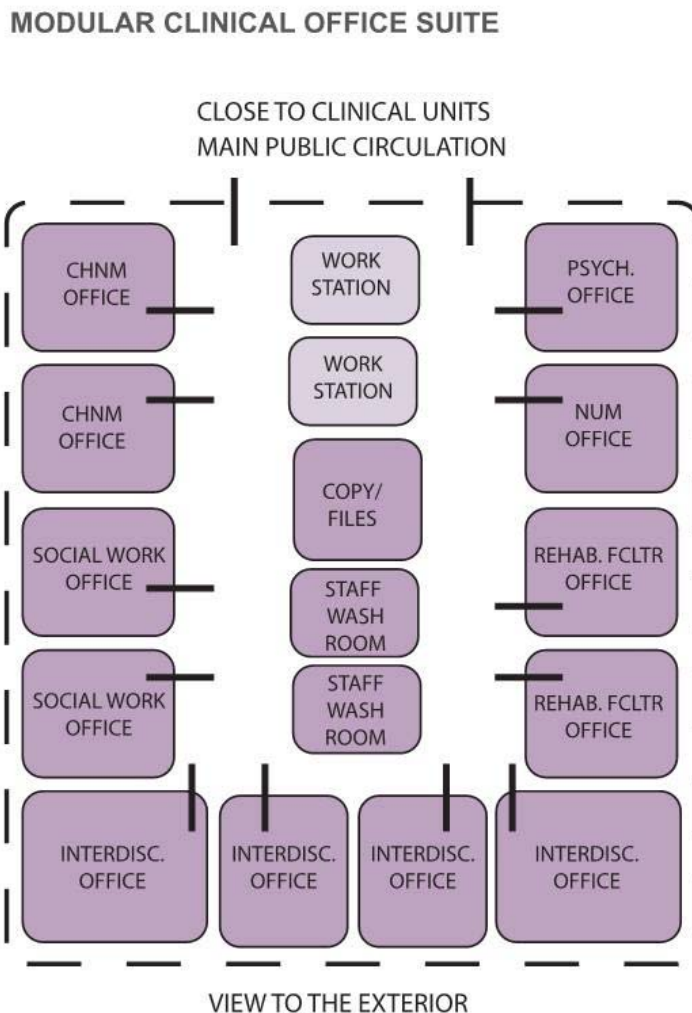 MODULAR CLINICAL OFFICE SUITE
CLOSE TO CLINICAL UNITS
MAIN PUBLIC CIRCULATION
CHNM
OFFICE
WORK
STATION
PSYCH.
OFFICE
CHNM
OFFICE
WORK
STATION
NUM
OFFICE
COPY/
FILES
SOCIAL WORK
OFFICE
STAFF
WASH
ROOM
REHAB. FCLTR
OFFICE
SOCIAL WORK
OFFICE
STAFF
WASH
ROOM
REHAB. FCLTR
OFFICE
INTERDISC.
OFFICE
INTERDISC.
OFFICE
INTERDISC.
OFFICE
INTERDISC.
OFFICE
VIEW TO THE EXTERIOR